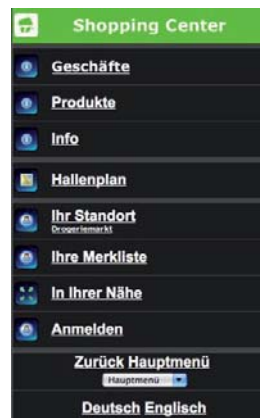 Shopping Center
Geschäfte
Produkte
Info
Hallenplan
Ihr Standort
Drogeriemarkt
Ihre Merkliste
In Ihrer Nähe
Anmelden
Zurück Hauptmenü
Hauptmenü
Deutsch Englisch